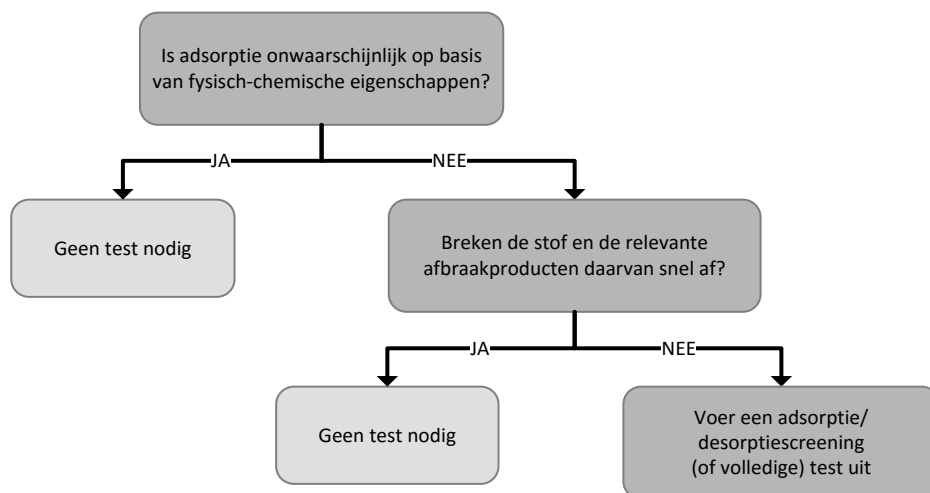 Is adsorptie onwaarschijnlijk op basis
van fysisch-chemische eigenschappen?
JA
NEE
Geen test nodig
Breken de stof en de relevante
afbraakproducten daarvan snel af?
JA
NEE
Geen test nodig
Voer een adsorptie/
desorptiescreening
(of volledige) test uit